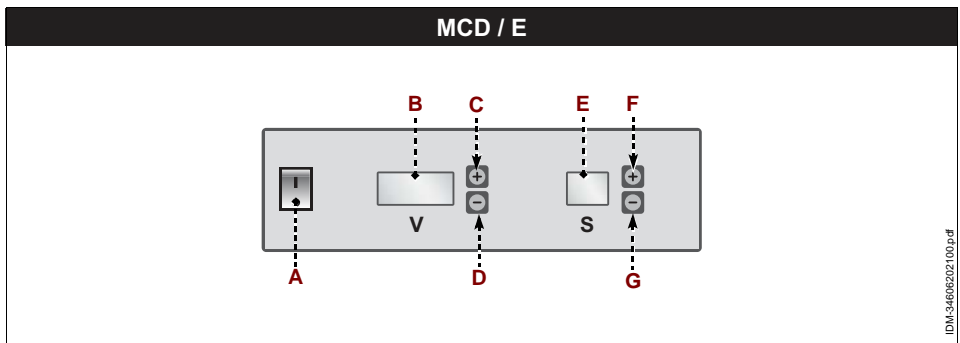 MCD / E
B C E F
I
+ +
- -
V S
A D G
IDM-34606202100.pdf